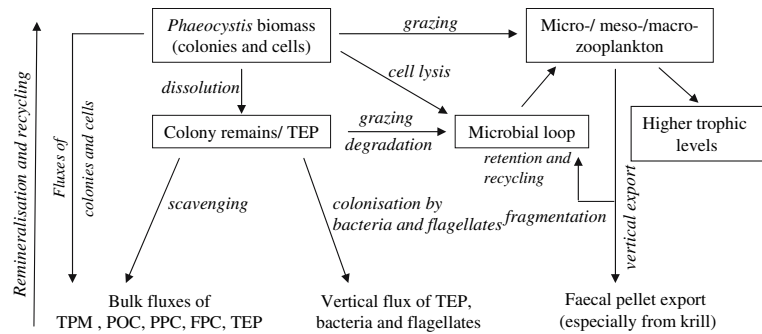 Phaeocystis biomass
(colonies and cells)
grazing
Micro-/ meso-/macro-
zooplankton
cell lysis
dissolution
Remineralisation and recycling
Fluxes of
colonies and cells
Colony remains/ TEP
grazing
degradation
Microbial loop
Higher trophic
levels
retention and
recycling
scavenging
colonisation by
bacteria and flagellates
fragmentation
vertical export
Bulk fluxes of
TPM , POC, PPC, FPC, TEP
Vertical flux of TEP,
bacteria and flagellates
Faecal pellet export
(especially from krill)